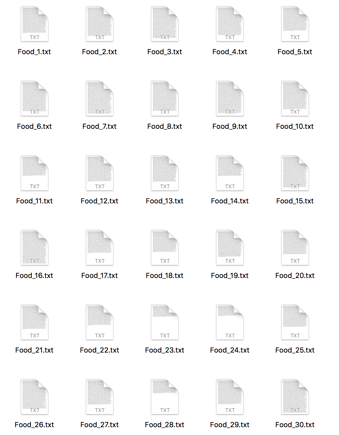 TXT TXT TXT TXT TXT
Food_1.txt Food_2.txt Food_3.txt Food_4.txt Food_5.txt
TXT TXT TXT TXT TXT
Food_6.txt Food_7.txt Food_8.txt Food_9.txt Food_10.txt
TXT TXT TXT TXT TXT
Food_11.txt Food_12.txt Food_13.txt Food_14.txt Food_15.txt
TXT TXT TXT TXT TXT
Food_16.txt Food_17.txt Food_18.txt Food_19.txt Food_20.txt
TXT TXT TXT TXT TXT
Food_21.txt Food_22.txt Food_23.txt Food_24.txt Food_25.txt
TXT TXT TXT TXT TXT
Food_26.txt Food_27.txt Food_28.txt Food_29.txt Food_30.txt